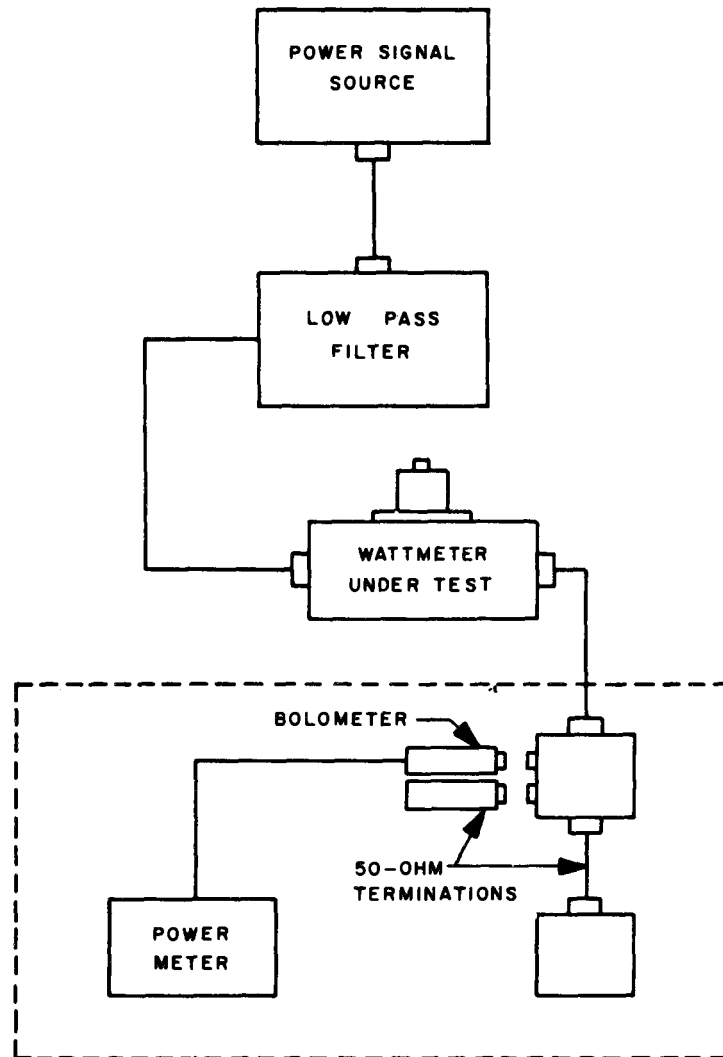 POWER SIGNAL
SOURCE
LOW PASS
FILTER
WATTMETER
UNDER TEST
BOLOMETER
50-OHM
TERMINATIONS
POWER
METER